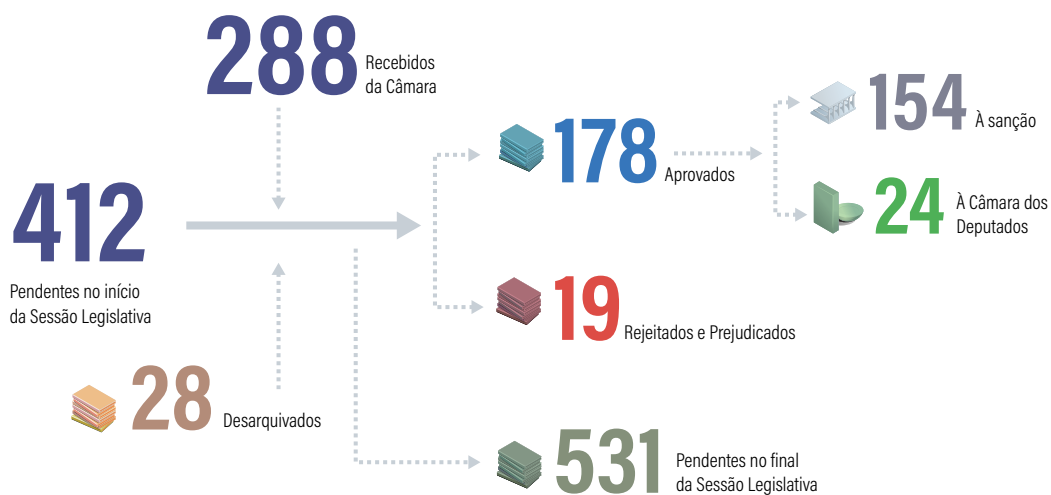 288
Recebidos
da Câmara
412
Pendentes no início
da Sessão Legislativa
28
Desarquivados
178
Aprovados
154
À sanção
24
À Câmara dos
Deputados
19
Rejeitados e Prejudicados
531
Pendentes no final
da Sessão Legislativa